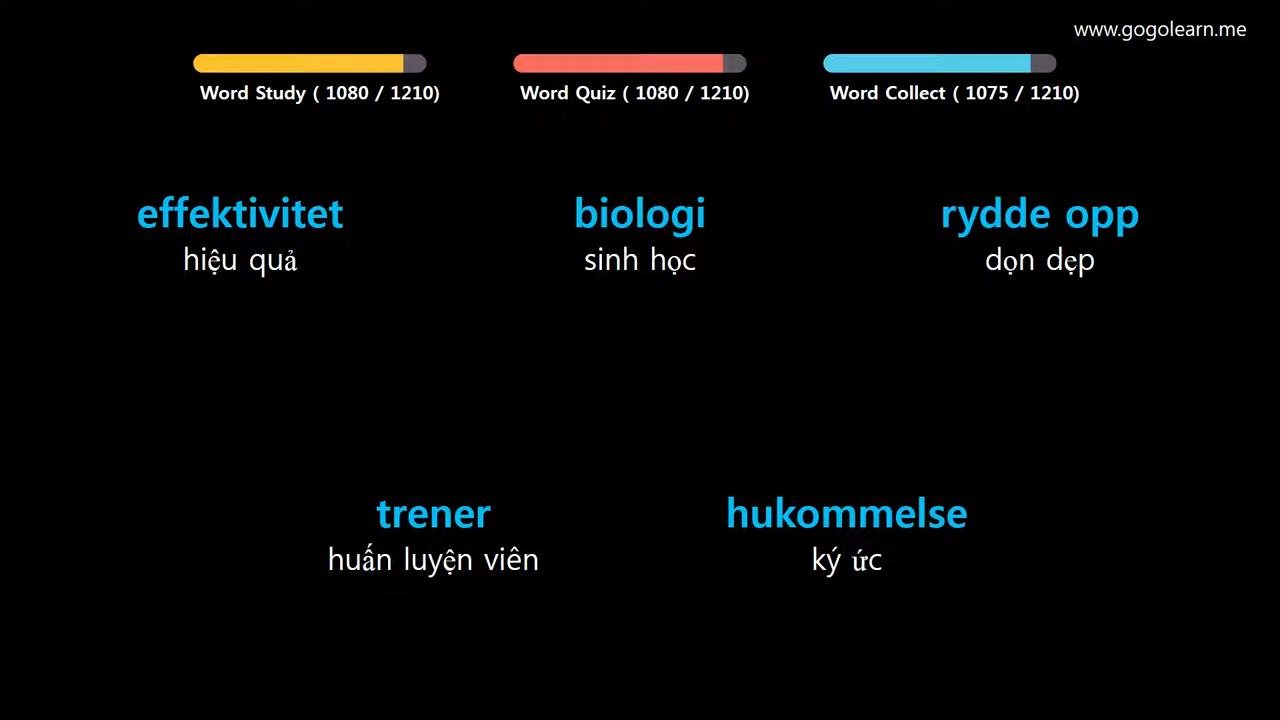 www.gogolearn.me
Word Study ( 1080 / 1210)
Word Quiz ( 1080 / 1210)
Word Collect ( 1075 / 1210)
effektivitet
hiệu quả
biologi
sinh học
rydde opp
dọn dẹp
trener
huấn luyện viên
hukommelse
ký ức